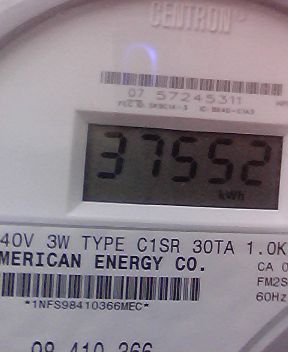 CENTRON®
07 57245311
37552
kWh
40V 3W TYPE C1SR 30TA 1.0K
MERICAN ENERGY CO.
CA 0
FM2S
60Hz
*1NFS98410366MEC*
98 410 366